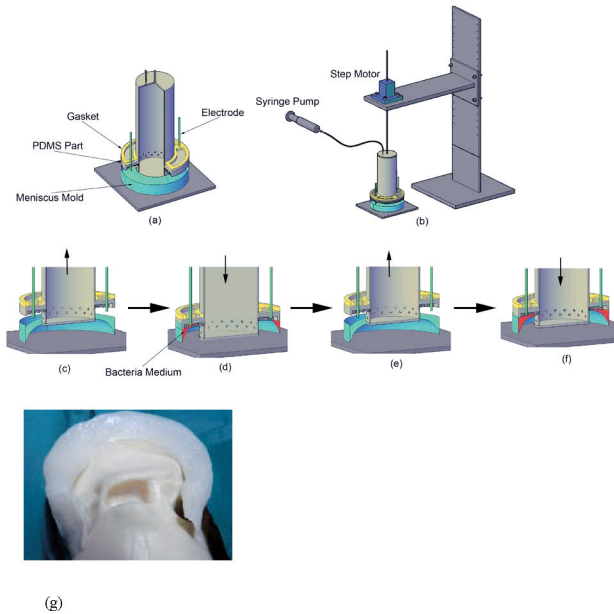 Gasket
Electrode
PDMS Part
Meniscus Mold
(a)
Step Motor
Syringe Pump
(b)
(c)
Bacteria Medium
(d)
(e)
(f)
(g)